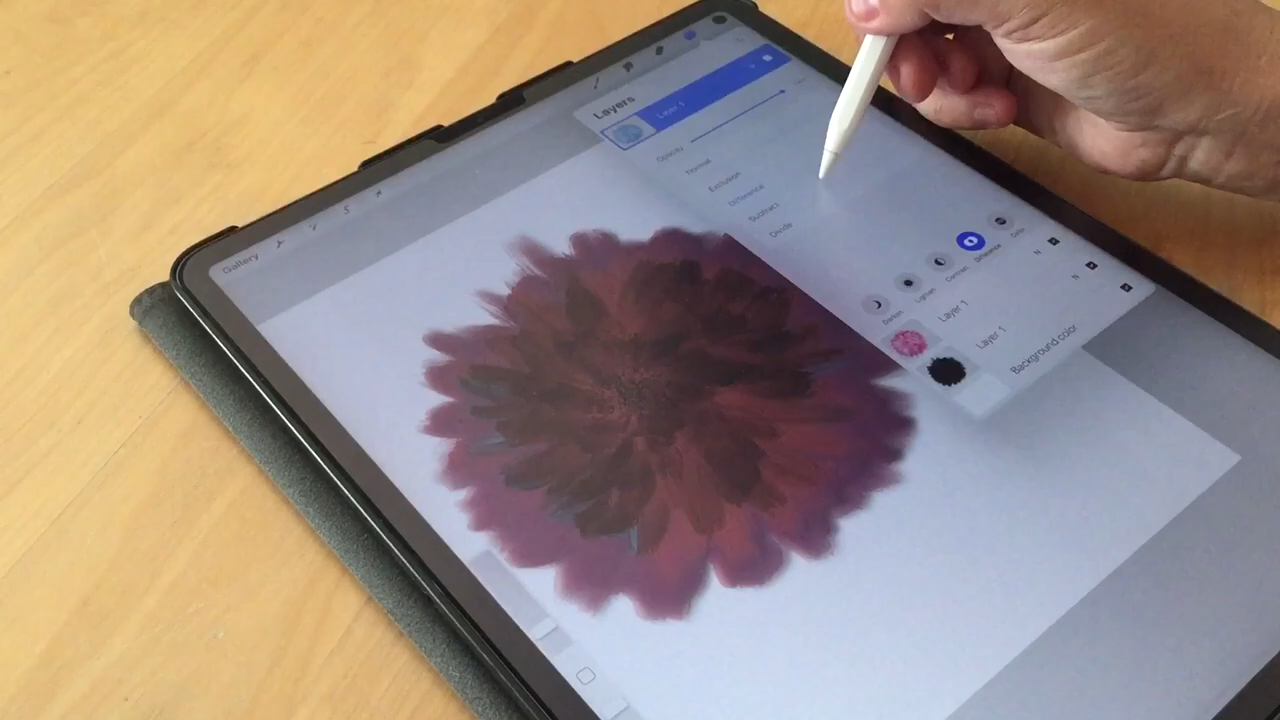 Gallery
Layers
Layer 1
Opacity
Normal
Exclusion
Difference
Subtract
Divide
Darken
Lighten
Contrast
Difference
Color
Layer 1
N
Layer 1
N
Background color